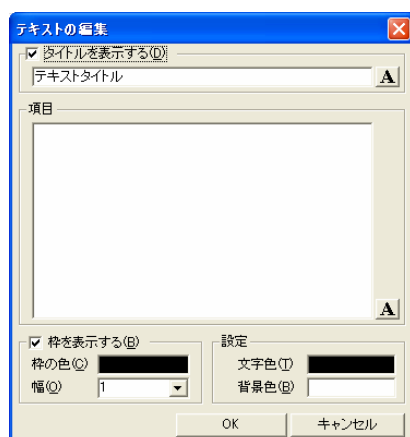 テキストの編集
タイトルを表示する(D)
テキストタイトル A
項目
A
枠を表示する(B) 設定
枠の色(C) 文字色(T)
幅(O) 1 背景色(B)
OK キャンセル